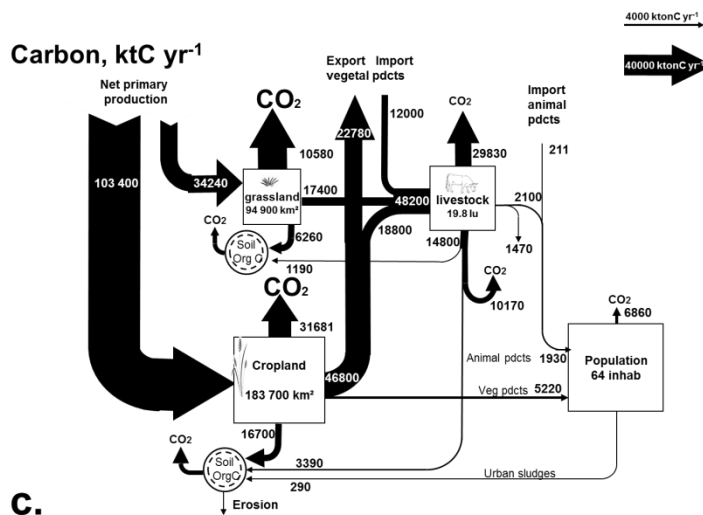 4000 ktonC yr-1
Carbon, ktC yr-1
40000 ktonC yr-1
Net primary
production
Export
vegetal
pdcts
Import
pdcts
Import
animal
pdcts
CO2
CO2
22780
12000
211
10580
29830
103 400
34240
grassland
94 900 km²
17400
48200
livestock
19.8 lu
2100
CO2
6260
18800
14800
1470
Soil
Org C
1190
CO2
CO2
10170
CO2
6860
31681
Cropland
183 700 km²
46800
Animal pdcts
1930
Population
64 inhab
Veg pdcts
5220
16700
CO2
Soil
OrgC
3390
290
Urban sludges
Erosion
c.